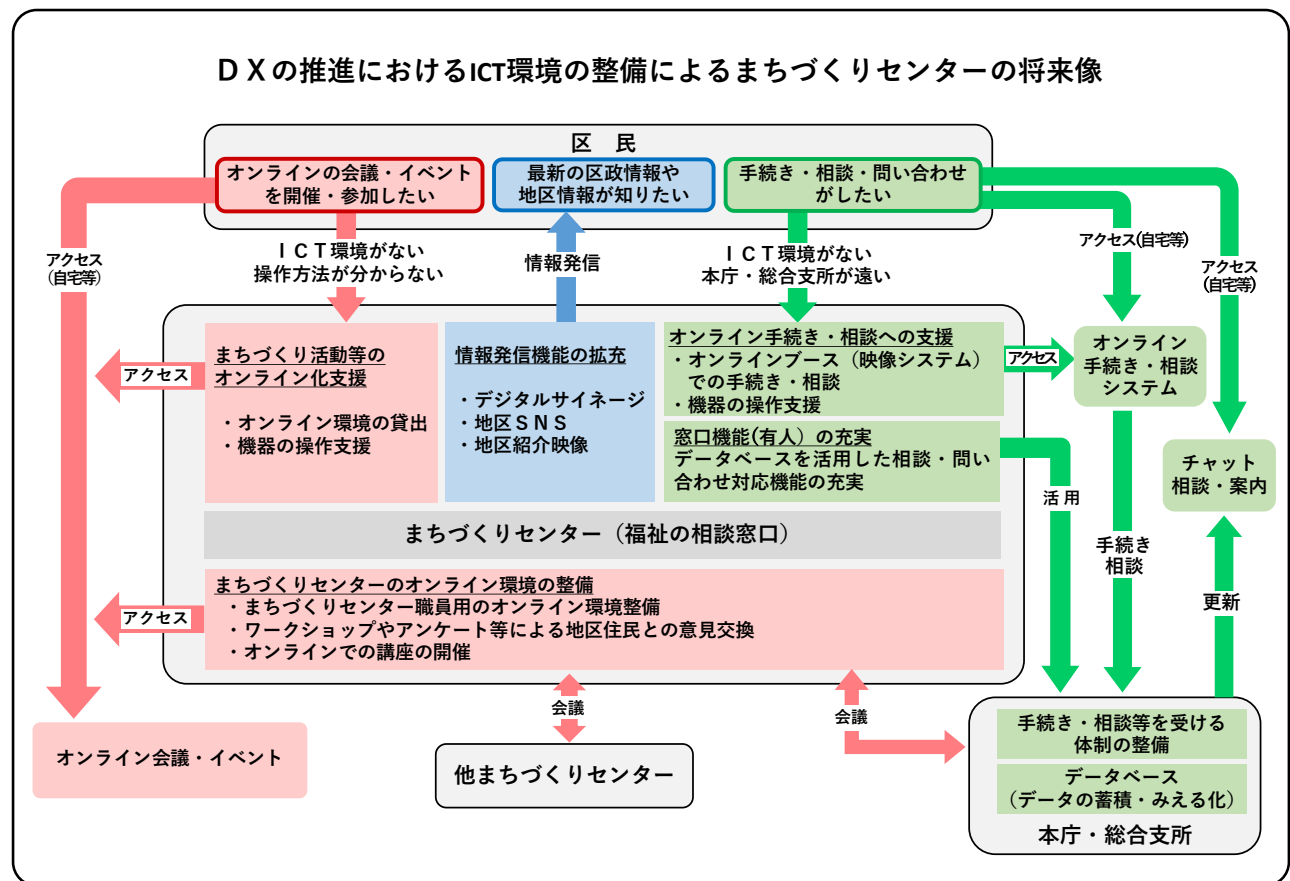 ＤＸの推進におけるICT環境の整備によるまちづくりセンターの将来像
区　民
オンラインの会議・イベント
を開催・参加したい
最新の区政情報や
地区情報が知りたい
手続き・相談・問い合わせ
がしたい
アクセス
（自宅等）
ＩＣＴ環境がない
操作方法が分からない
情報発信
ＩＣＴ環境がない
本庁・総合支所が遠い
アクセス(自宅等)
アクセス
(自宅等)
まちづくり活動等の
オンライン化支援
・オンライン環境の貸出
・機器の操作支援
アクセス
情報発信機能の拡充
・デジタルサイネージ
・地区ＳＮＳ
・地区紹介映像
オンライン手続き・相談への支援
・オンラインブース（映像システム）
での手続き・相談
・機器の操作支援
アクセス
オンライン
手続き・相談
システム
窓口機能(有人）の充実
データベースを活用した相談・問い
合わせ対応機能の充実
活 用
チャット
相談・案内
まちづくりセンター（福祉の相談窓口）
手続き
相談
更新
まちづくりセンターのオンライン環境の整備
・まちづくりセンター職員用のオンライン環境整備
・ワークショップやアンケート等による地区住民との意見交換
・オンラインでの講座の開催
アクセス
会議
会議
オンライン会議・イベント
他まちづくりセンター
手続き・相談等を受ける
体制の整備
データベース
（データの蓄積・みえる化）
本庁・総合支所